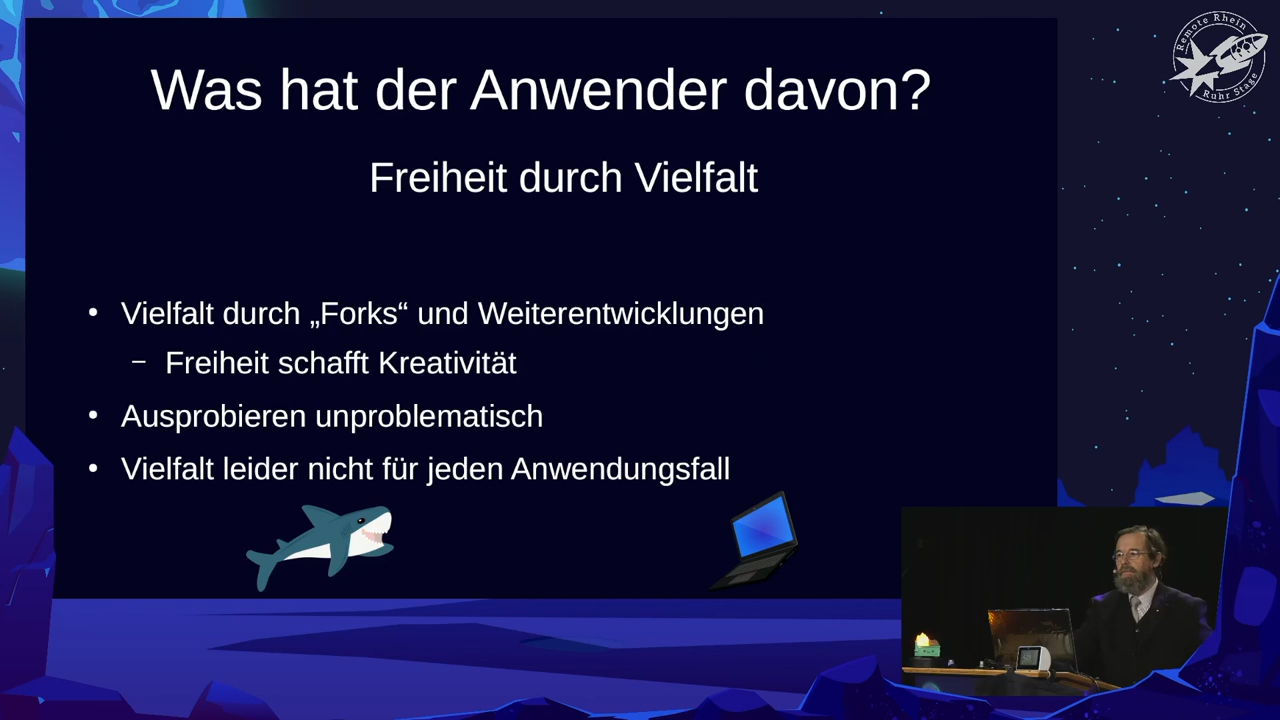 Was hat der Anwender davon?
Freiheit durch Vielfalt
• Vielfalt durch „Forks“ und Weiterentwicklungen
– Freiheit schafft Kreativität
• Ausprobieren unproblematisch
• Vielfalt leider nicht für jeden Anwendungsfall
Remote Rhein
Ruhr Stage